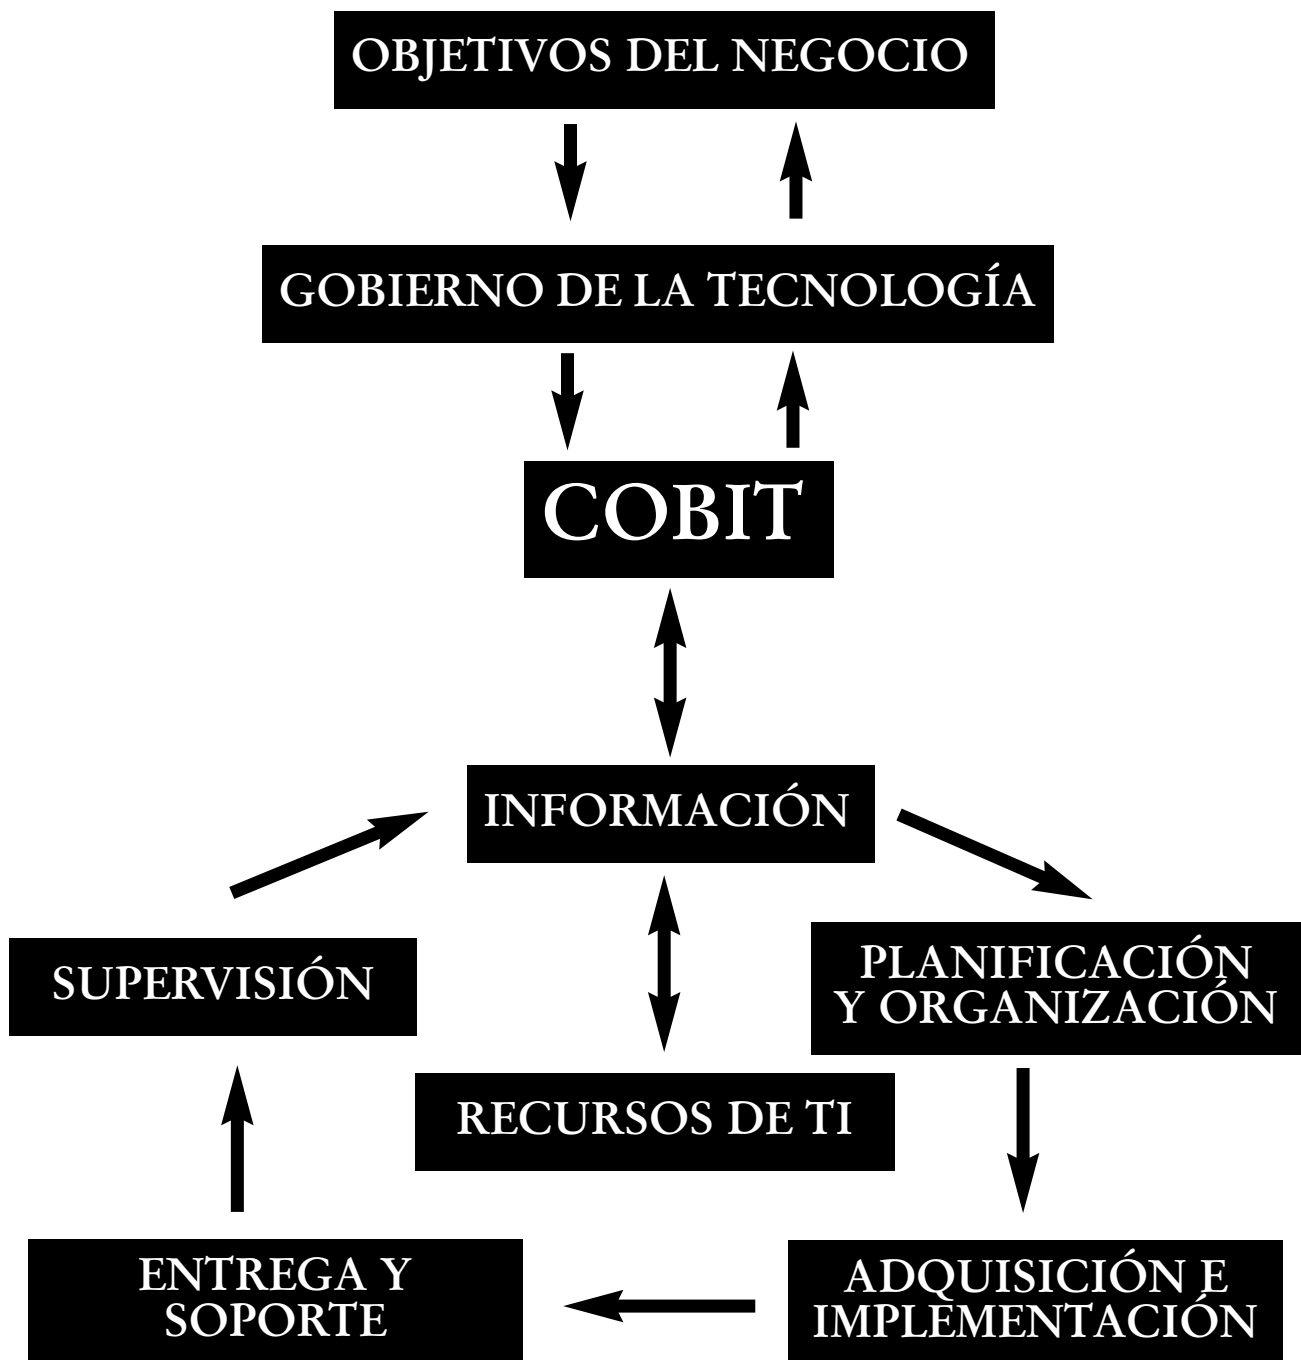 OBJETIVOS DEL NEGOCIO
GOBIERNO DE LA TECNOLOGÍA
COBIT
INFORMACIÓN
SUPERVISIÓN
PLANIFICACIÓN
Y ORGANIZACIÓN
RECURSOS DE TI
ENTREGA Y
SOPORTE
ADQUISICIÓN E
IMPLEMENTACIÓN